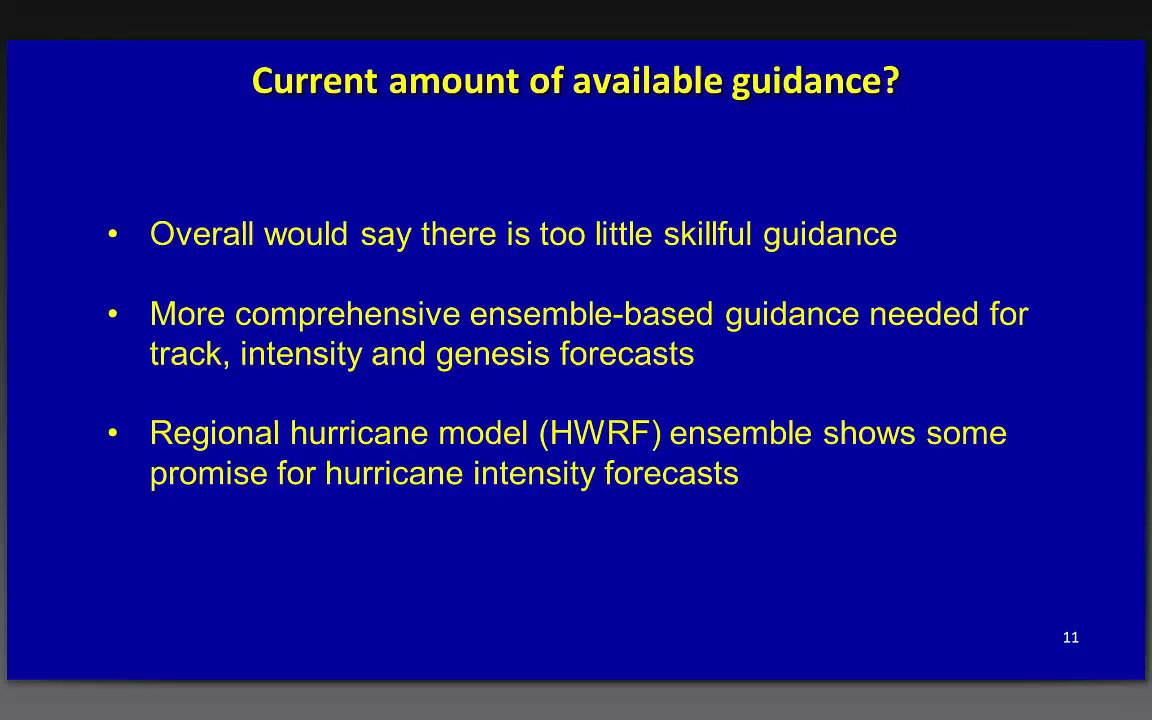 Current amount of available guidance?
• Overall would say there is too little skillful guidance
• More comprehensive ensemble-based guidance needed for
track, intensity and genesis forecasts
• Regional hurricane model (HWRF) ensemble shows some
promise for hurricane intensity forecasts
11